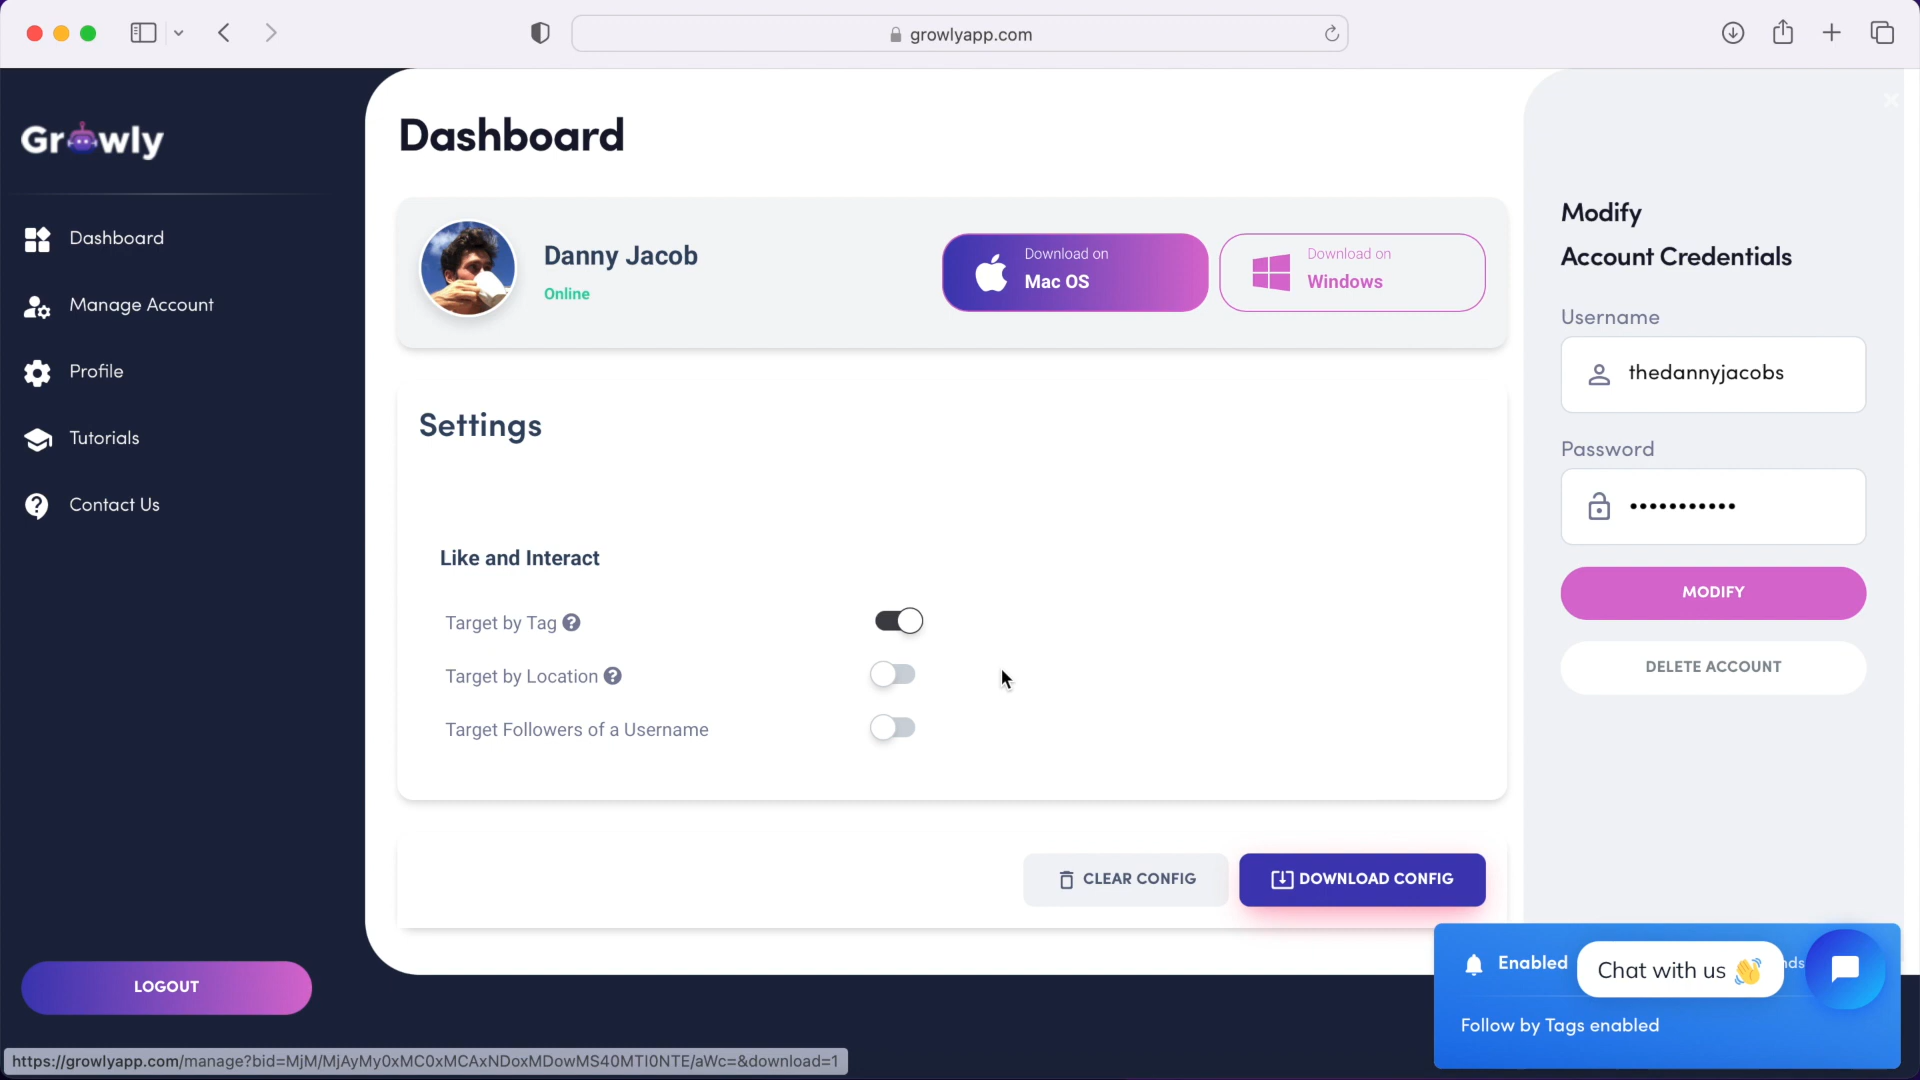 growlyapp.com
Growly
Dashboard
Manage Account
Profile
Tutorials
Contact Us
LOGOUT
Dashboard
Danny Jacob
Online
Download on
Mac OS
Download on
Windows
Settings
Like and Interact
Target by Tag
Target by Location
Target Followers of a Username
CLEAR CONFIG
DOWNLOAD CONFIG
Modify
Account Credentials
Username
thedannyjacobs
Password
•••••••••••
MODIFY
DELETE ACCOUNT
Enabled
Chat with us 👋
Follow by Tags enabled
https://growlyapp.com/manage?bid=MjM/MjAyMy0xMC0xMCAxNDoxMDowMS40MTI0NTE/aWc=&download=1